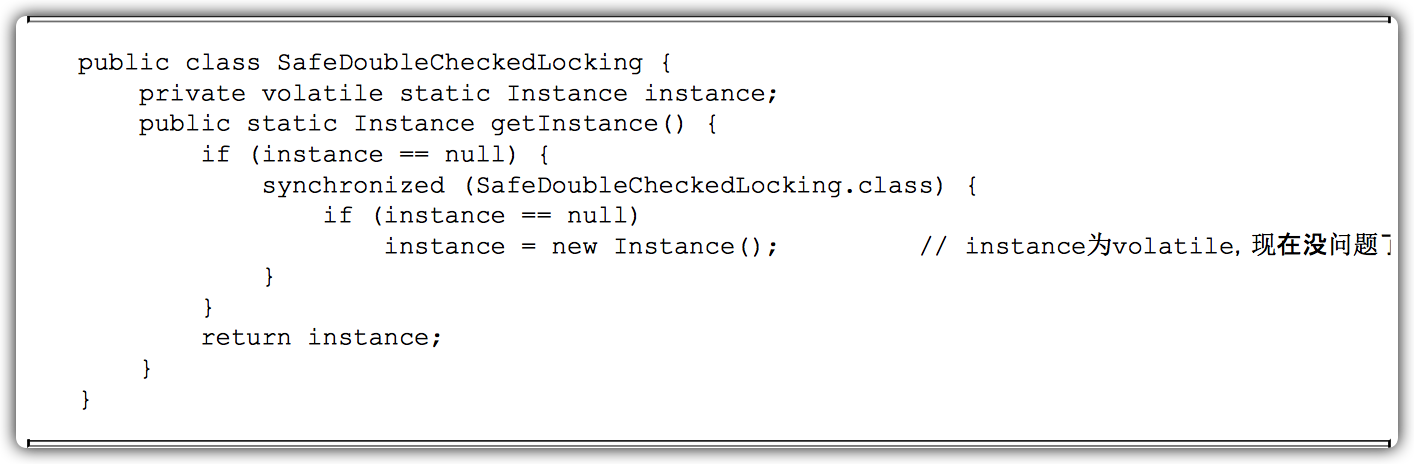 public class SafeDoubleCheckedLocking {
    private volatile static Instance instance;
    public static Instance getInstance() {
        if (instance == null) {
            synchronized (SafeDoubleCheckedLocking.class) {
                if (instance == null)
                    instance = new Instance();         // instance为volatile, 现在没问题了
            }
        }
        return instance;
    }
}